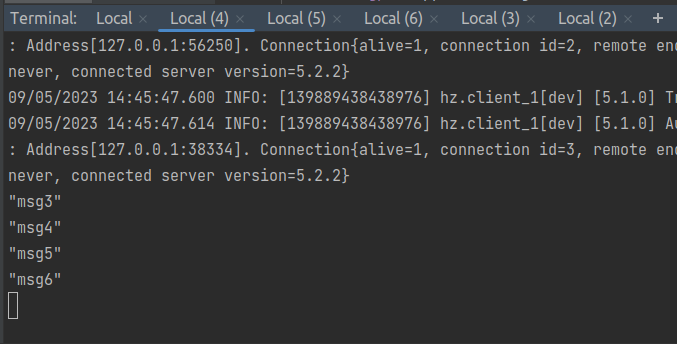 Terminal: Local × Local (4) × Local (5) × Local (6) × Local (3) × Local (2) × +
: Address[127.0.0.1:56250]. Connection{alive=1, connection id=2, remote en
never, connected server version=5.2.2}
09/05/2023 14:45:47.600 INFO: [139889438438976] hz.client_1[dev] [5.1.0] T
09/05/2023 14:45:47.614 INFO: [139889438438976] hz.client_1[dev] [5.1.0] A
: Address[127.0.0.1:38334]. Connection{alive=1, connection id=3, remote en
never, connected server version=5.2.2}
"msg3"
"msg4"
"msg5"
"msg6"